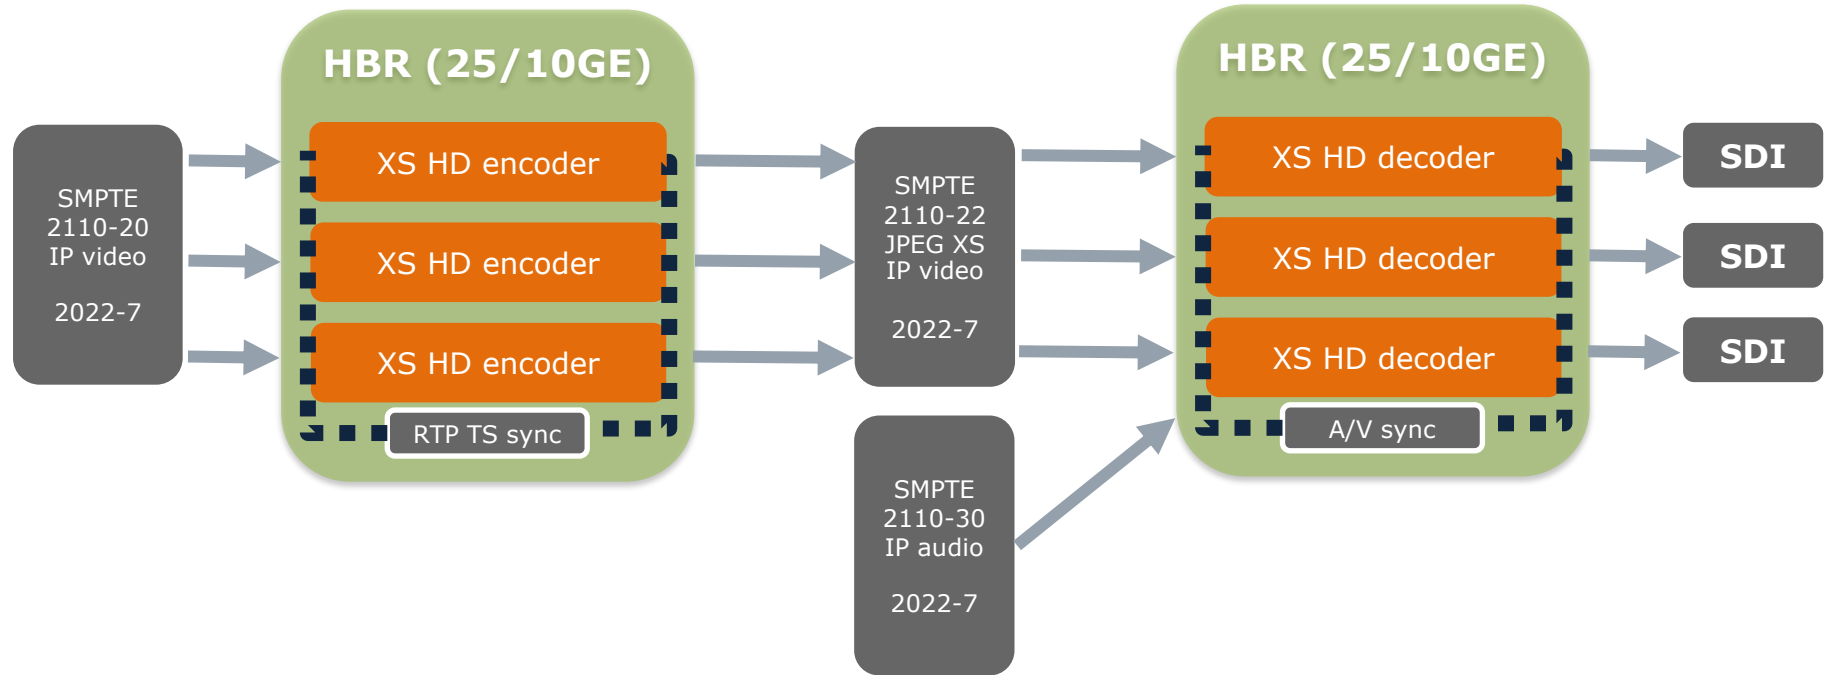 HBR (25/10GE)
SMPTE
2110-20
IP video
2022-7
XS HD encoder
XS HD encoder
XS HD encoder
RTP TS sync
SMPTE
2110-22
JPEG XS
IP video
2022-7
SMPTE
2110-30
IP audio
2022-7
HBR (25/10GE)
XS HD decoder
XS HD decoder
XS HD decoder
A/V sync
SDI
SDI
SDI